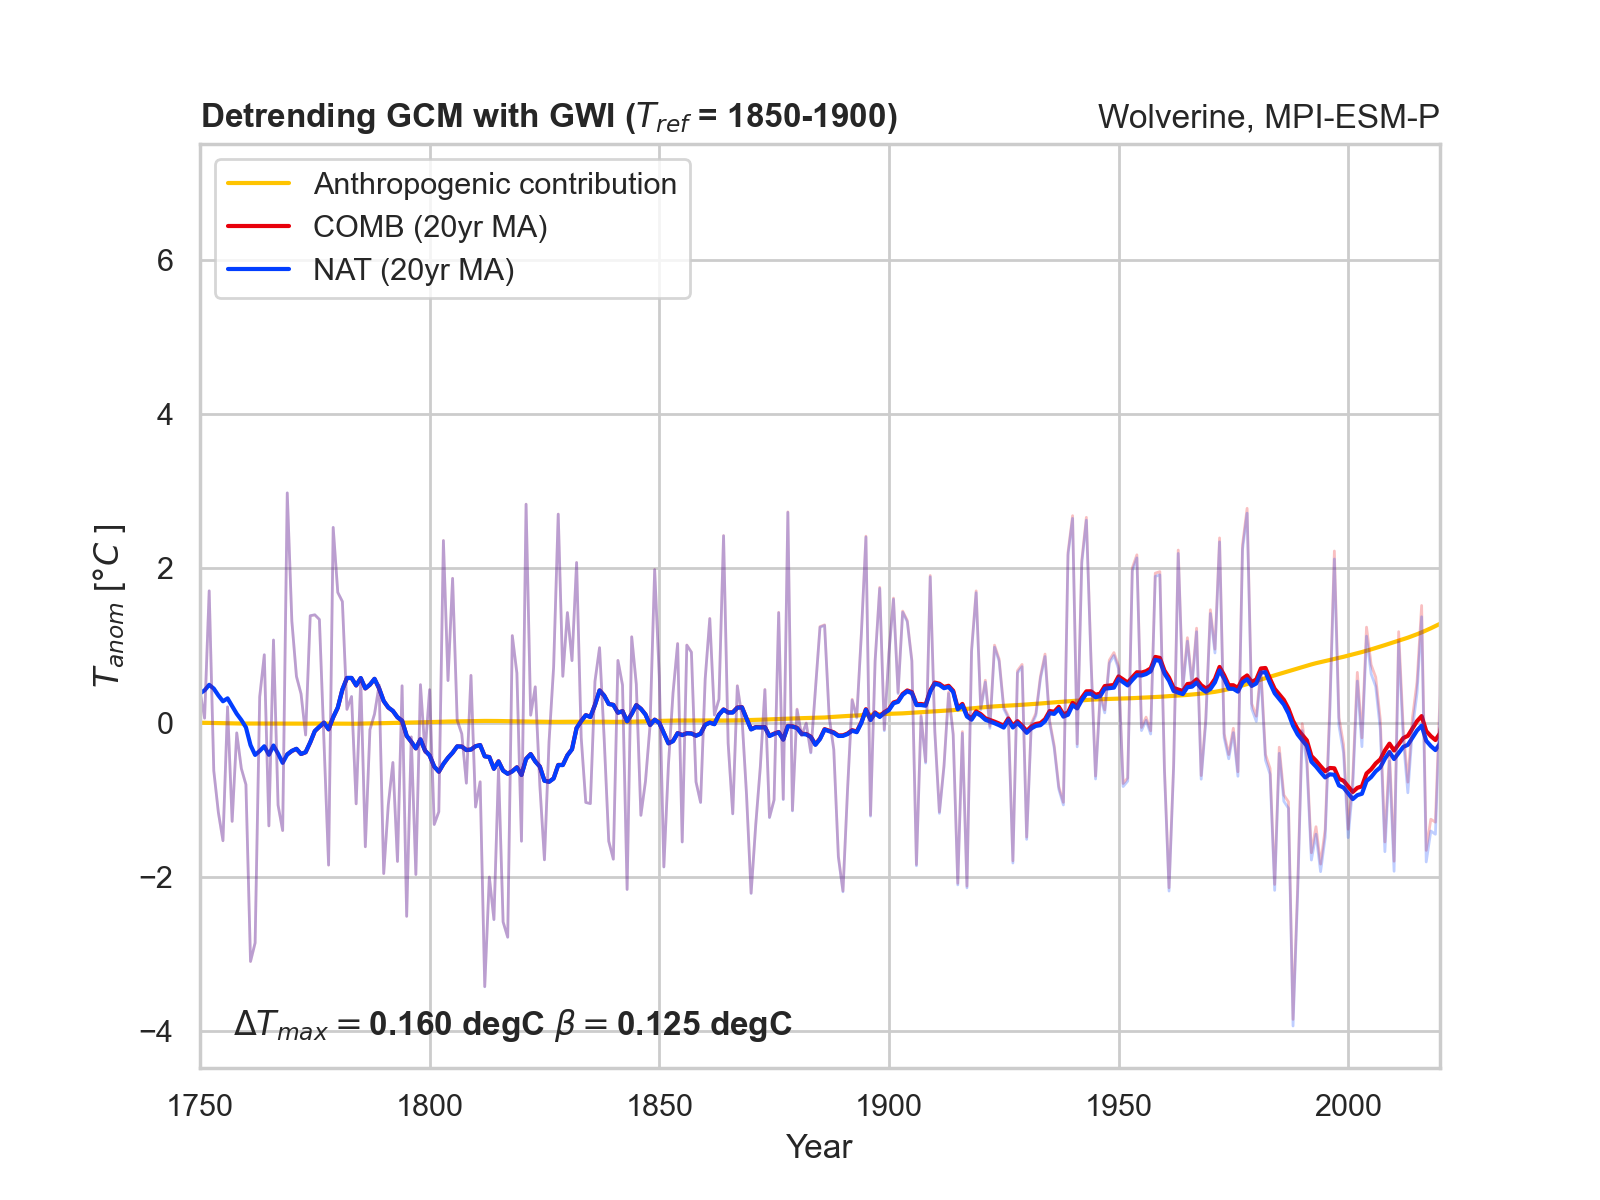 Detrending GCM with GWI (T_ref = 1850-1900) Wolverine, MPI-ESM-P
Anthropogenic contribution
COMB (20yr MA)
NAT (20yr MA)
6
4
2
0
−2
−4
T_anom [°C ]
ΔT_max = 0.160 degC β = 0.125 degC
1750 1800 1850 1900 1950 2000
Year